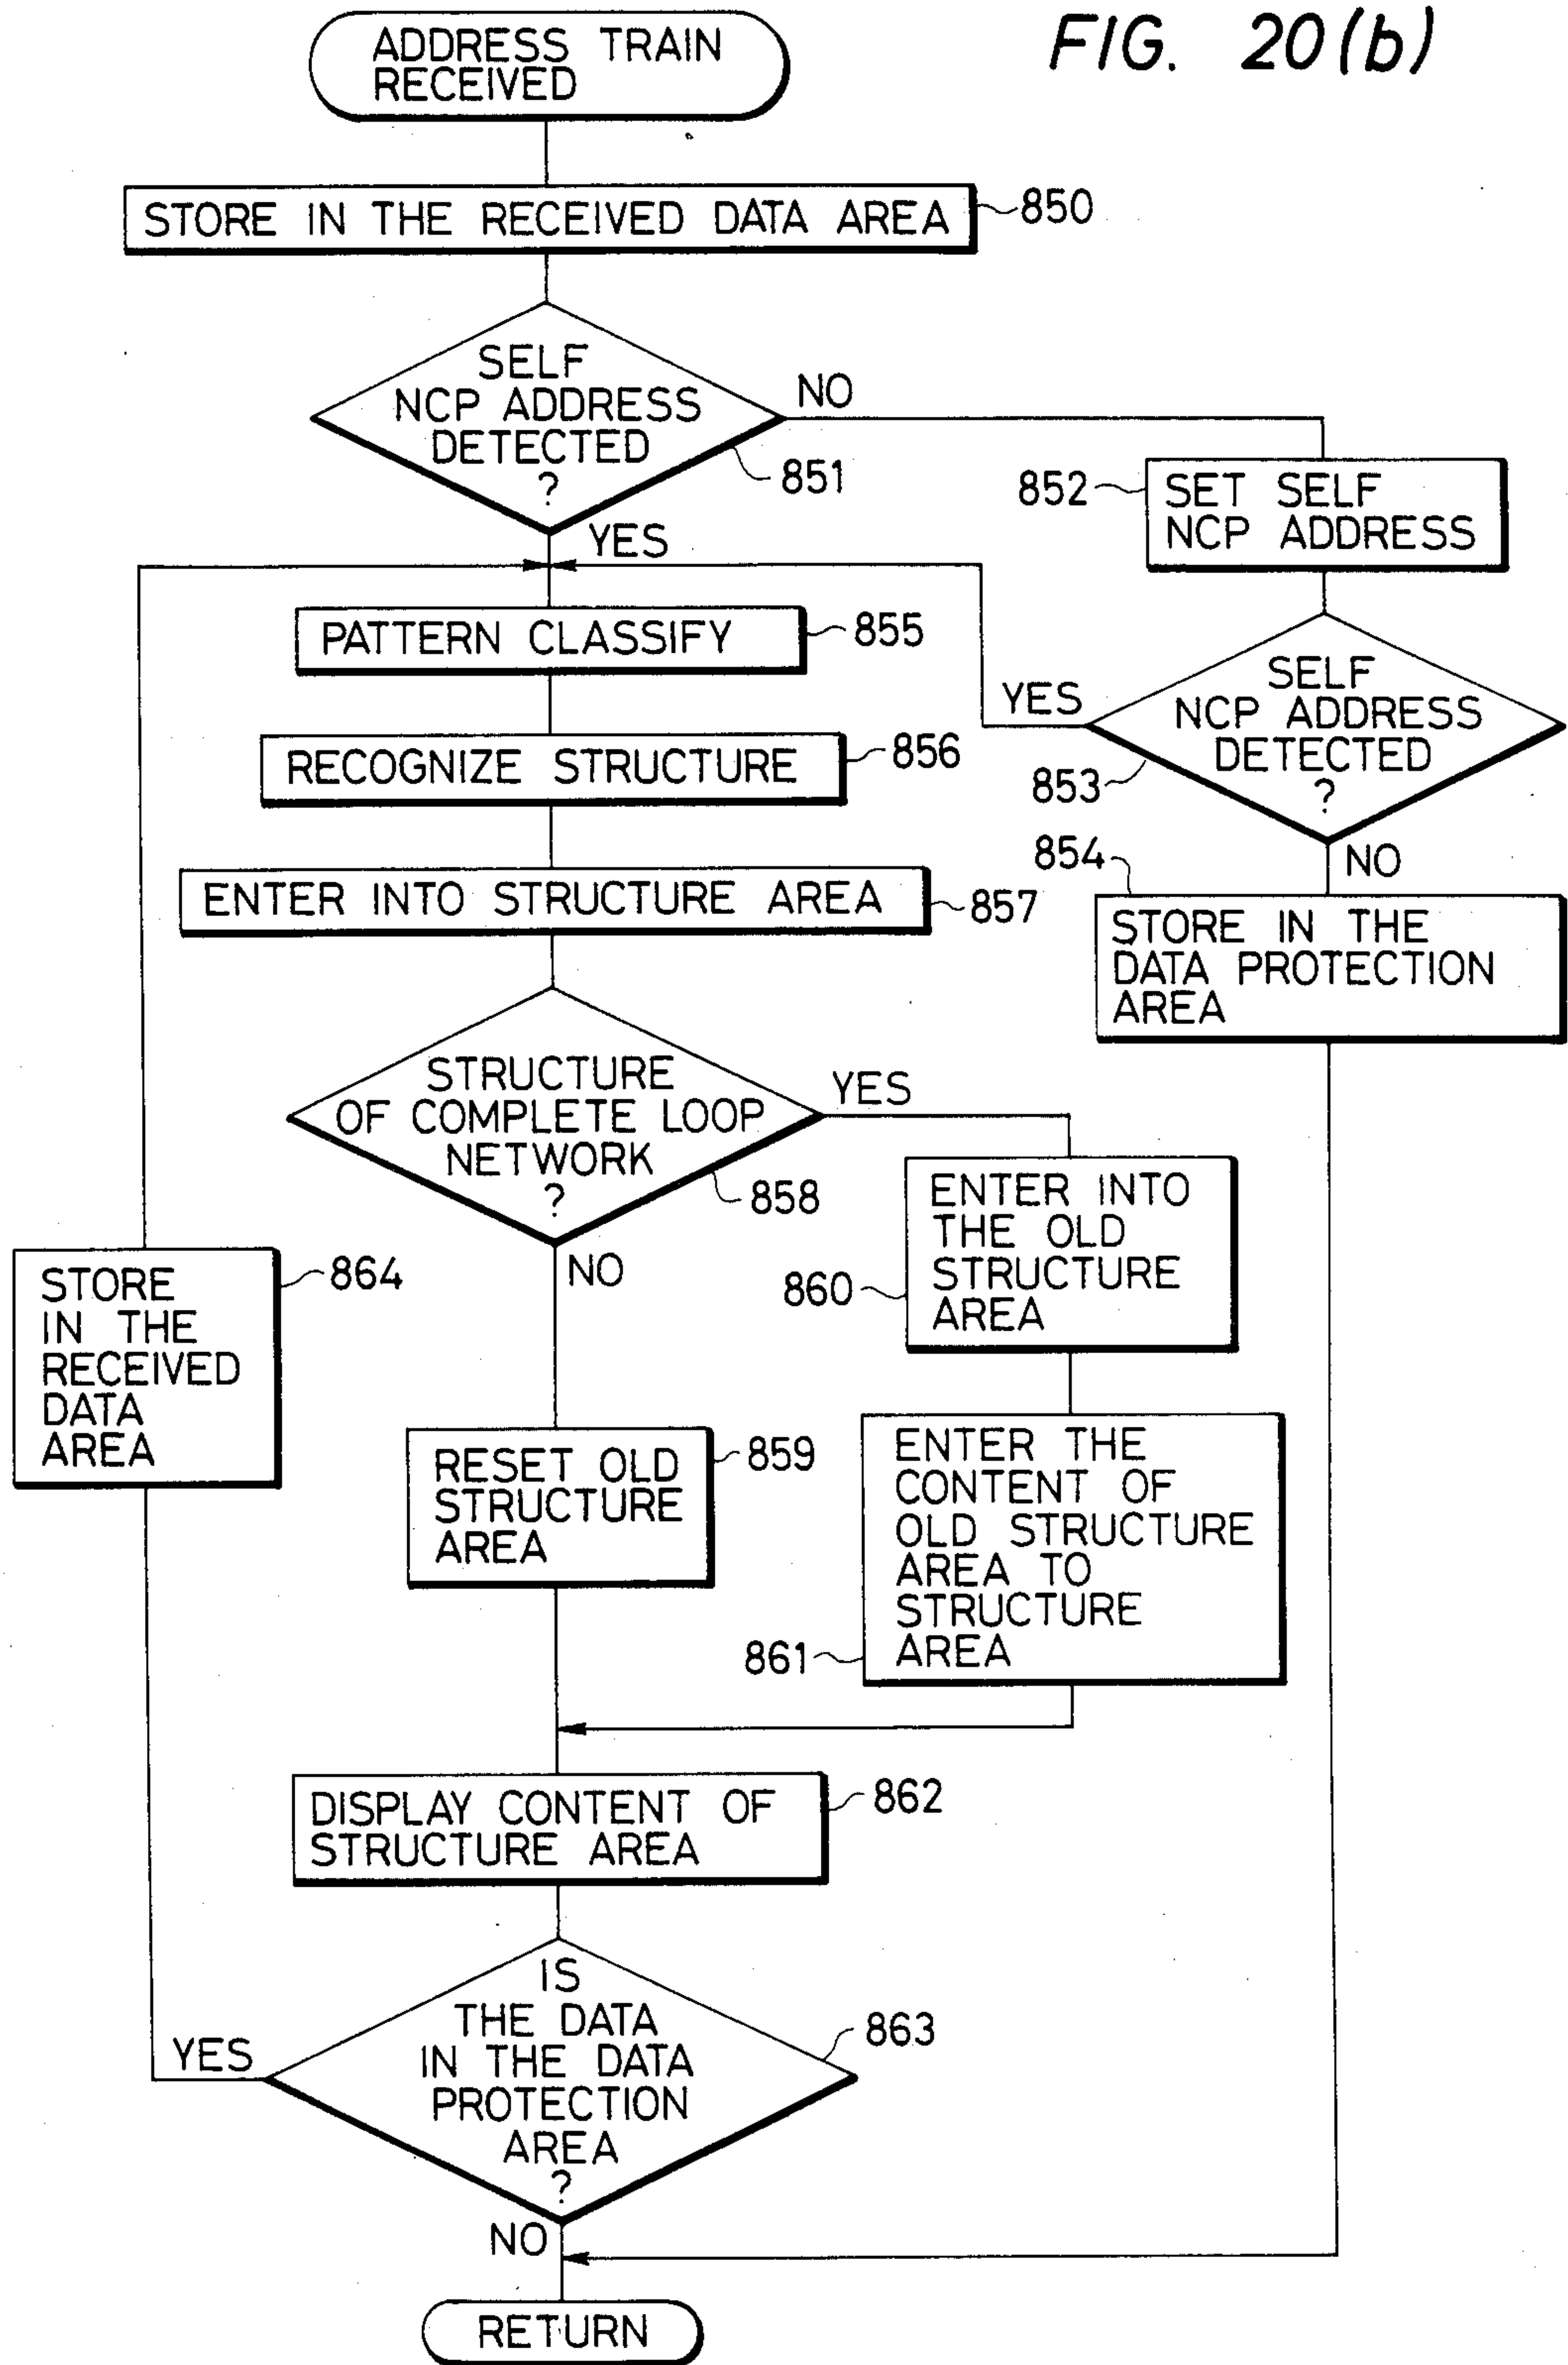 FIG. 20(b)
ADDRESS TRAIN
RECEIVED
STORE IN THE RECEIVED DATA AREA
850
SELF
NCP ADDRESS
DETECTED
?
NO
851
YES
852
SET SELF
NCP ADDRESS
PATTERN CLASSIFY
855
YES
SELF
NCP ADDRESS
DETECTED
?
853
NO
RECOGNIZE STRUCTURE
856
854
STORE IN THE
DATA PROTECTION
AREA
ENTER INTO STRUCTURE AREA
857
STRUCTURE
OF COMPLETE LOOP
NETWORK
?
YES
858
NO
860
ENTER INTO
THE OLD
STRUCTURE
AREA
STORE
IN THE
RECEIVED
DATA
AREA
864
RESET OLD
STRUCTURE
AREA
859
ENTER THE
CONTENT OF
OLD STRUCTURE
AREA TO
STRUCTURE
AREA
861
DISPLAY CONTENT OF
STRUCTURE AREA
862
IS
THE DATA
IN THE DATA
PROTECTION
AREA
?
863
YES
NO
RETURN